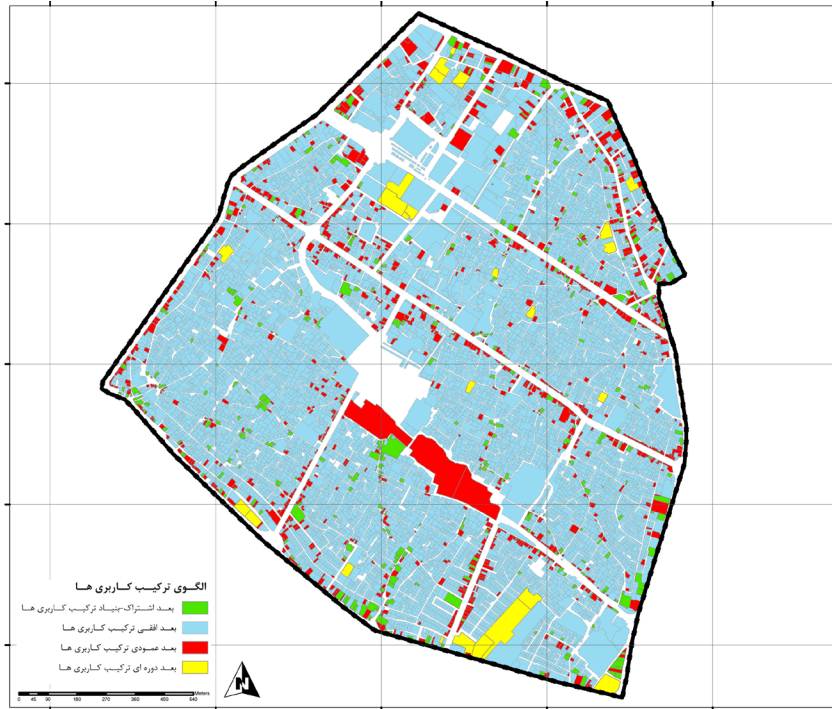 الگوی ترکیب کاربری ها
بعد اشتراک-بنیاد ترکیب کاربری ها
بعد افقی ترکیب کاربری ها
بعد عمودی ترکیب کاربری ها
بعد دوره ای ترکیب کاربری ها
N
0 45 90 180 270 360 450 540 Meters